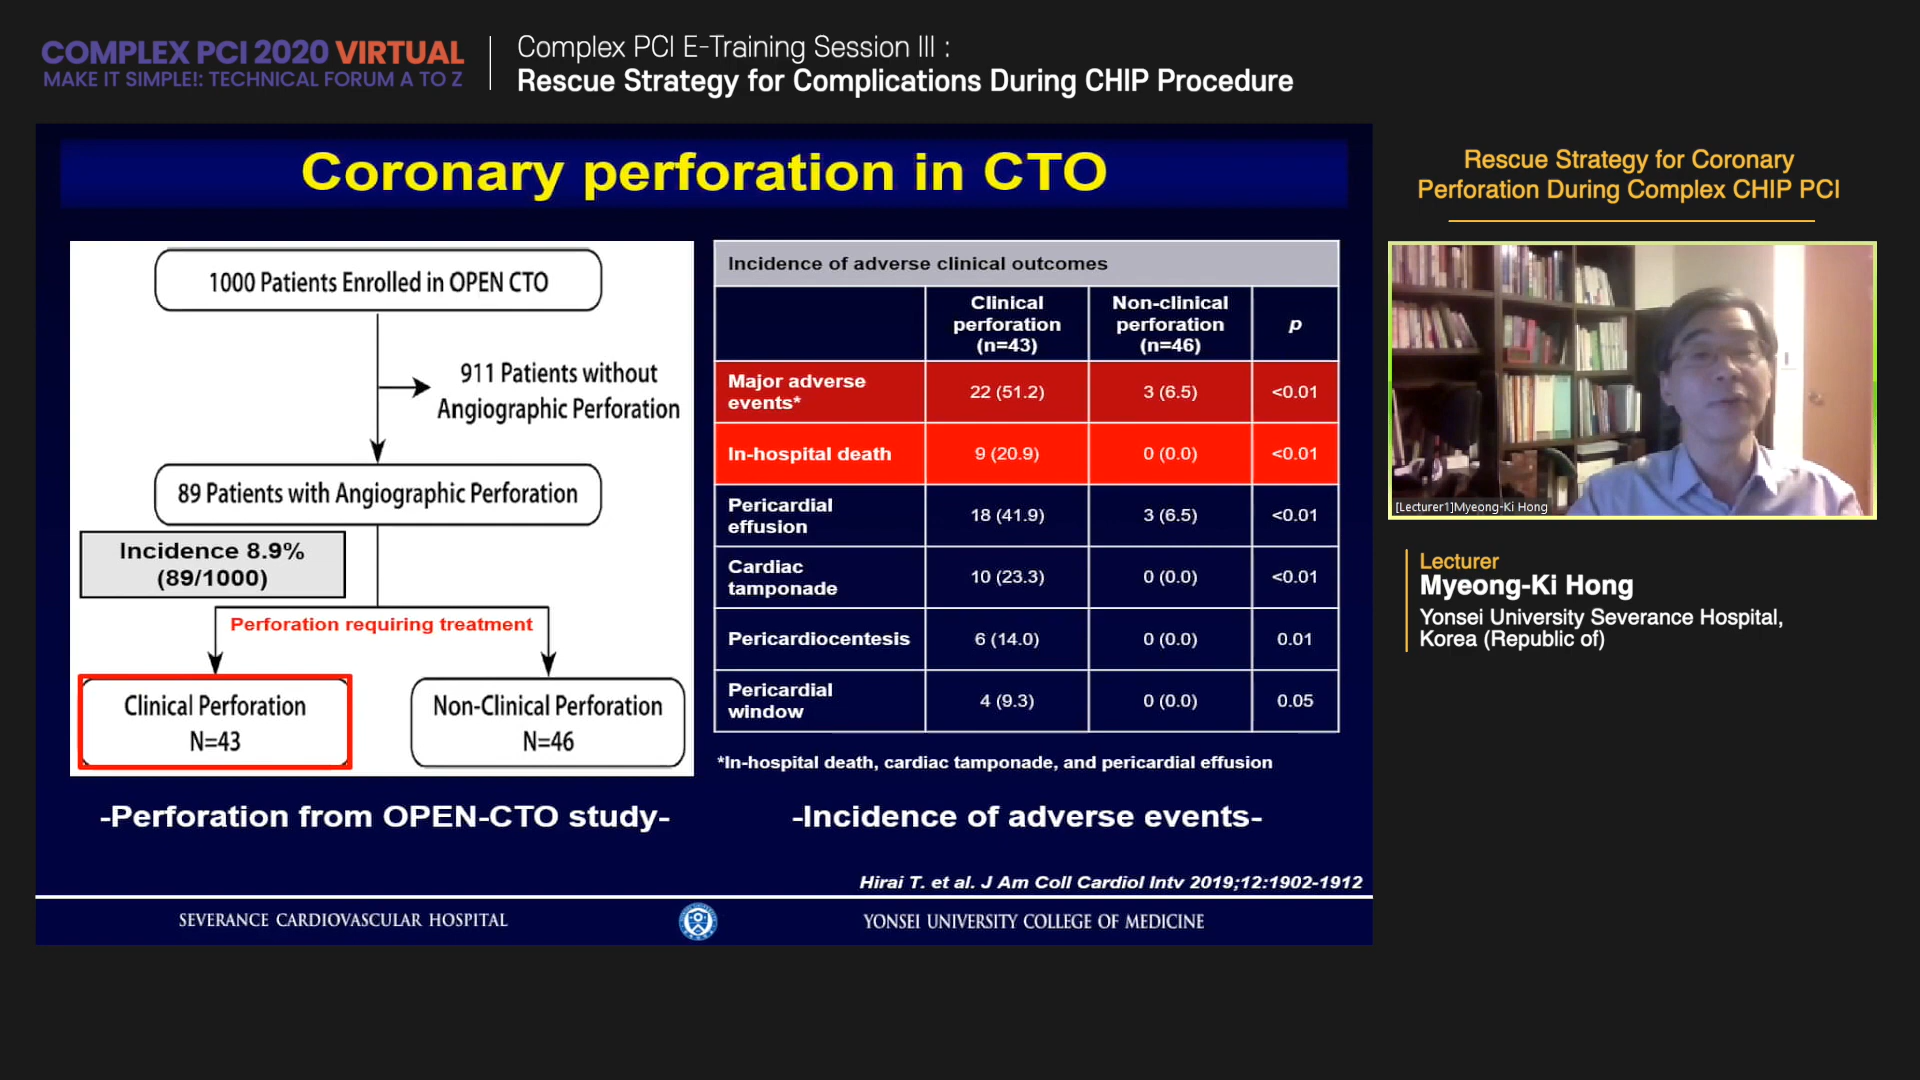 COMPLEX PCI 2020 VIRTUAL
MAKE IT SIMPLE!: TECHNICAL FORUM A TO Z
Complex PCI E-Training Session III :
Rescue Strategy for Complications During CHIP Procedure
Coronary perforation in CTO
1000 Patients Enrolled in OPEN CTO
911 Patients without
Angiographic Perforation
89 Patients with Angiographic Perforation
Incidence 8.9%
(89/1000)
Perforation requiring treatment
Clinical Perforation
N=43
Non-Clinical Perforation
N=46
-Perforation from OPEN-CTO study-
Incidence of adverse clinical outcomes
Clinical
perforation
(n=43)
Non-clinical
perforation
(n=46)
p
Major adverse
events*
22 (51.2)
3 (6.5)
<0.01
In-hospital death
9 (20.9)
0 (0.0)
<0.01
Pericardial
effusion
18 (41.9)
3 (6.5)
<0.01
Cardiac
tamponade
10 (23.3)
0 (0.0)
<0.01
Pericardiocentesis
6 (14.0)
0 (0.0)
0.01
Pericardial
window
4 (9.3)
0 (0.0)
0.05
*In-hospital death, cardiac tamponade, and pericardial effusion
-Incidence of adverse events-
Hirai T. et al. J Am Coll Cardiol Intv 2019;12:1902-1912
SEVERANCE CARDIOVASCULAR HOSPITAL
YONSEI UNIVERSITY COLLEGE OF MEDICINE
Rescue Strategy for Coronary
Perforation During Complex CHIP PCI
[Lecturer1]Myeong-Ki Hong
Lecturer
Myeong-Ki Hong
Yonsei University Severance Hospital,
Korea (Republic of)